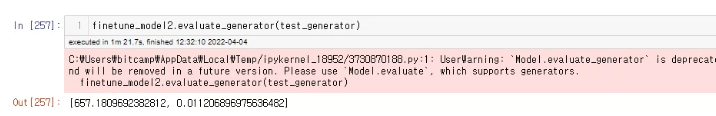 In [257]: 1 finetune_model2.evaluate_generator(test_generator)
executed in 1m 21.7s, finished 12:32:10 2022-04-04
C:₩Users₩bitcamp₩AppData₩Local₩Temp/ipykernel_18952/3730870188.py:1: UserWarning: `Model.evaluate_generator` is deprecate
nd will be removed in a future version. Please use `Model.evaluate`, which supports generators.
finetune_model2.evaluate_generator(test_generator)
Out[257]: [657.1809692382812, 0.011206896975636482]